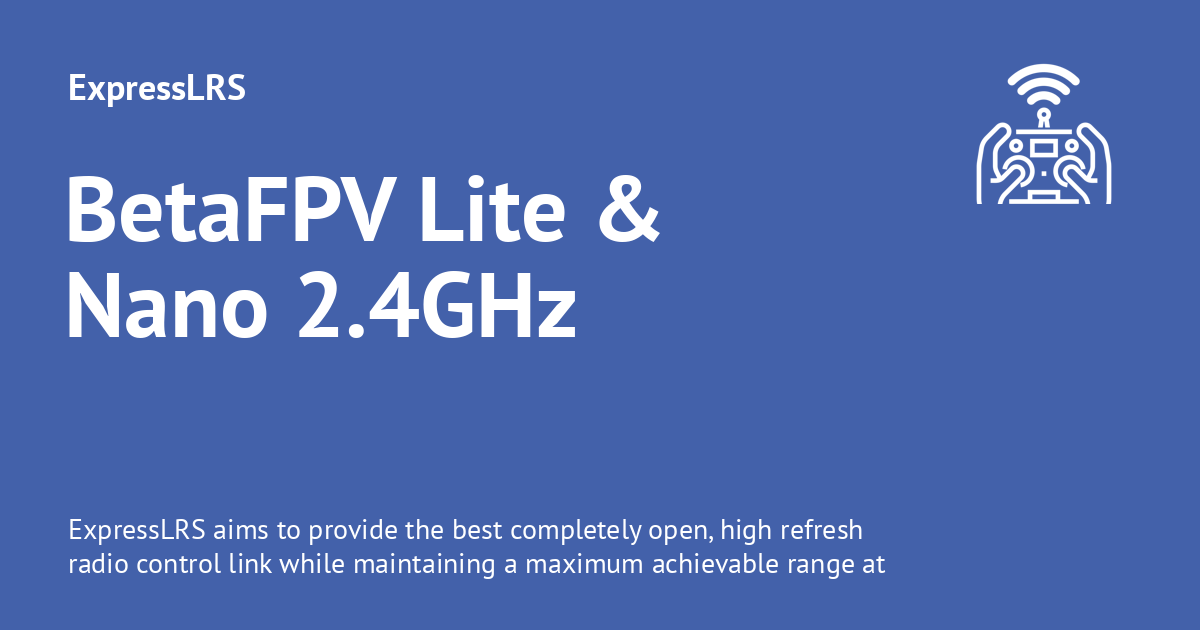 ExpressLRS
BetaFPV Lite &
Nano 2.4GHz
ExpressLRS aims to provide the best completely open, high refresh
radio control link while maintaining a maximum achievable range at